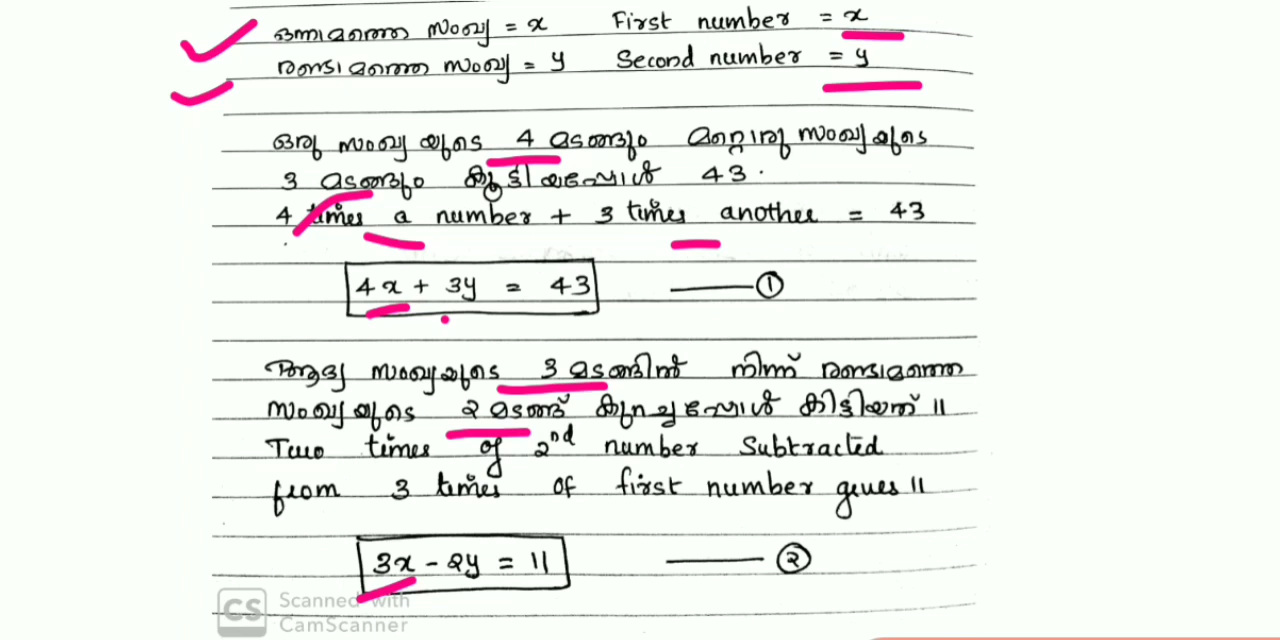 ഒന്നാമത്തെ സംഖ്യ = x First number = x
രണ്ടാമത്തെ സംഖ്യ = y Second number = y
ഒരു സംഖ്യയുടെ 4 മടങ്ങും മറ്റൊരു സംഖ്യയുടെ
3 മടങ്ങും കൂട്ടിയപ്പോൾ 43.
4 times a number + 3 times another = 43
4x + 3y = 43 ——— ①
ആദ്യ സംഖ്യയുടെ 3 മടങ്ങിൽ നിന്ന് രണ്ടാമത്തെ
സംഖ്യയുടെ 2 മടങ്ങ് കുറച്ചപ്പോൾ കിട്ടിയത് 11
Two times of 2nd number Subtracted
from 3 times of first number gives 11
3x - 2y = 11 ——— ②
CS Scanned with
CamScanner